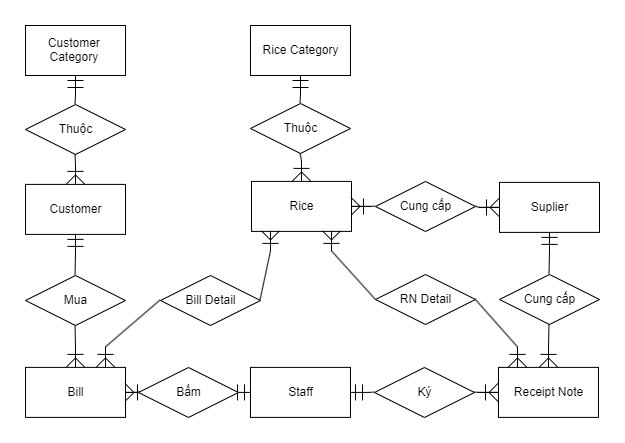 Customer
Category
Rice Category
Thuộc
Thuộc
Customer
Rice
Cung cấp
Suplier
Mua
Bill Detail
RN Detail
Cung cấp
Bill
Bấm
Staff
Ký
Receipt Note